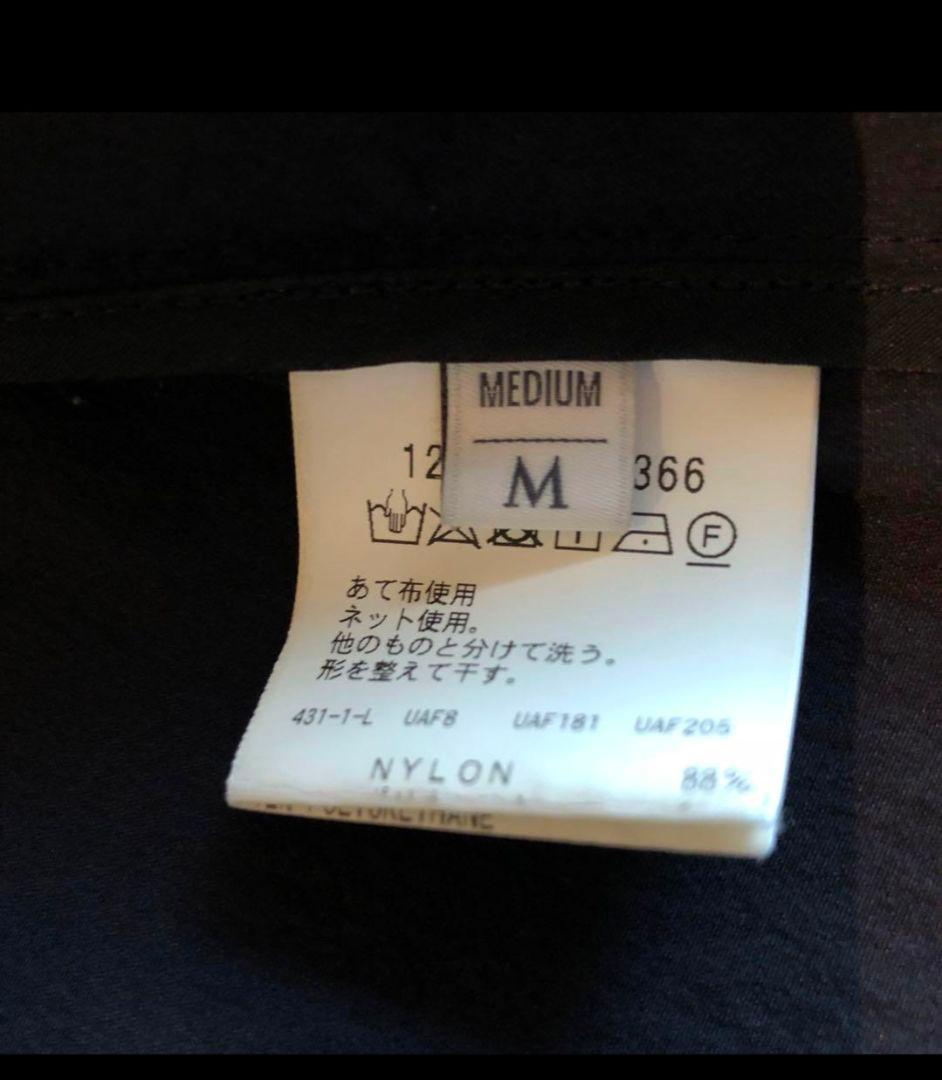 MEDIUM
M
12
366
F
あて布使用
ネット使用。
他のものと分けて洗う。
形を整えて干す。
431-1-L UAF8 UAF181 UAF205
NYLON 88%
POLYURETHANE